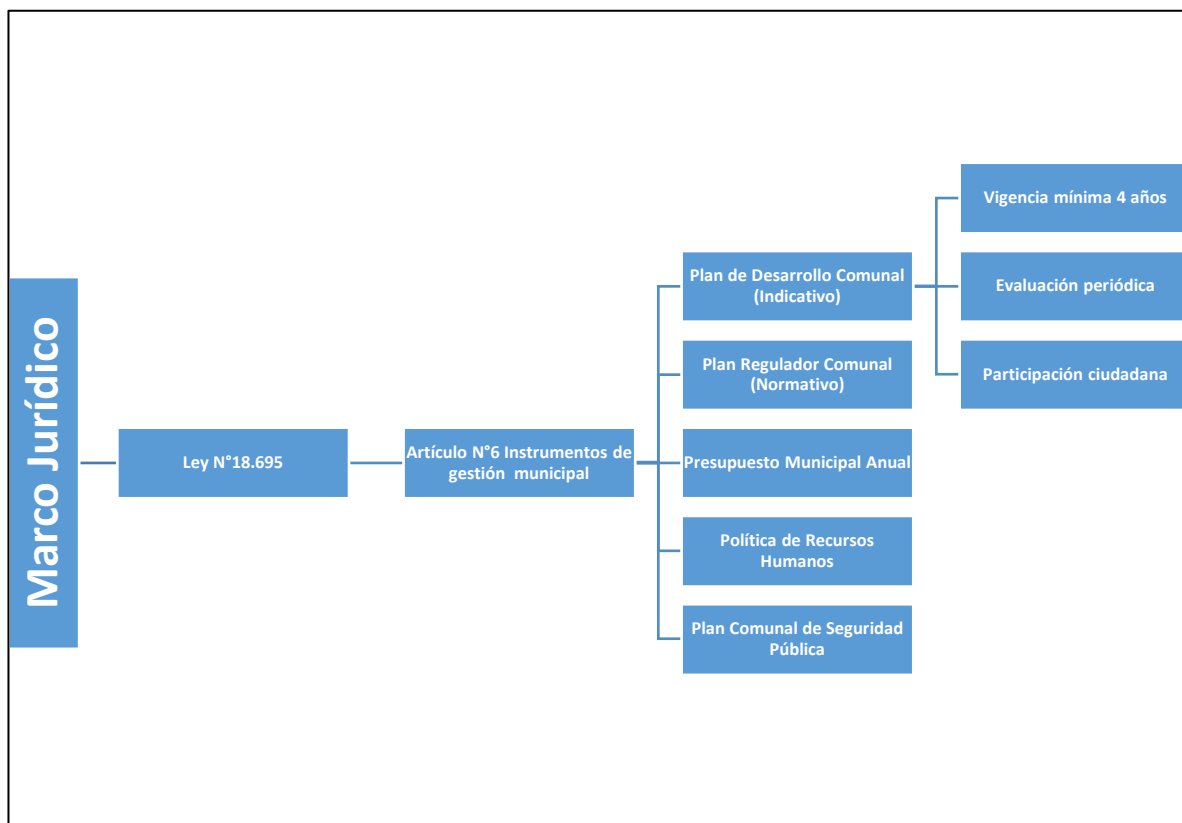 Marco Jurídico
Ley N°18.695
Artículo N°6 Instrumentos de
gestión municipal
Plan de Desarrollo Comunal
(Indicativo)
Plan Regulador Comunal
(Normativo)
Presupuesto Municipal Anual
Política de Recursos
Humanos
Plan Comunal de Seguridad
Pública
Vigencia mínima 4 años
Evaluación periódica
Participación ciudadana